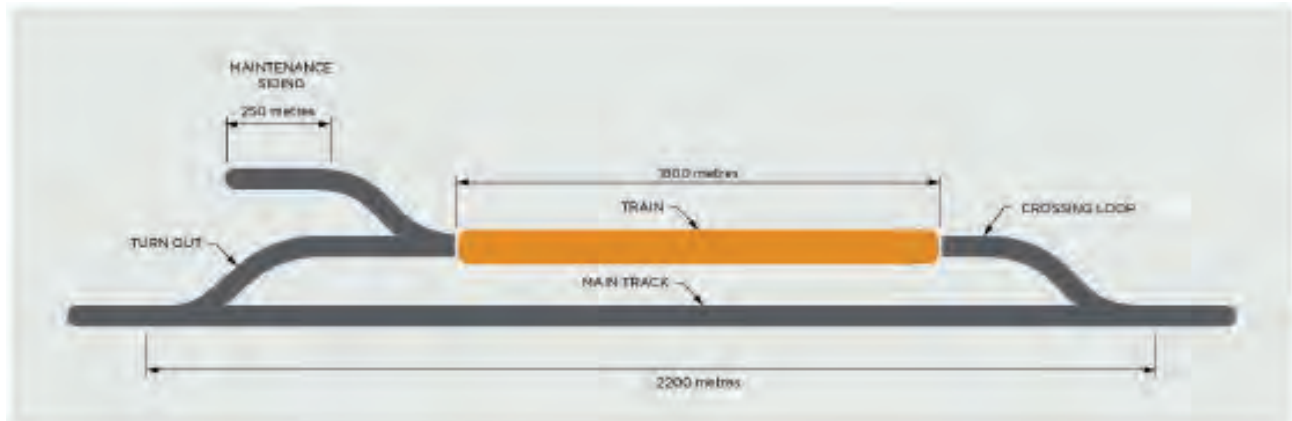 MAINTENANCE
SIDING
250 metres
1800 metres
TRAIN
CROSSING LOOP
TURN OUT
MAIN TRACK
2200 metres